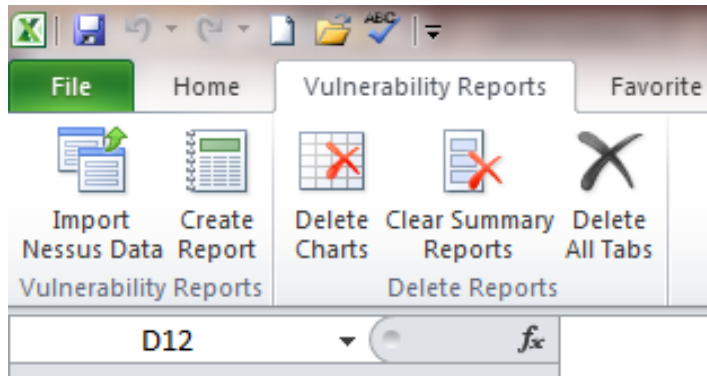 ABC
File Home Vulnerability Reports Favorite
Import Create Delete Clear Summary Delete
Nessus Data Report Charts Reports All Tabs
Vulnerability Reports Delete Reports
D12 fx